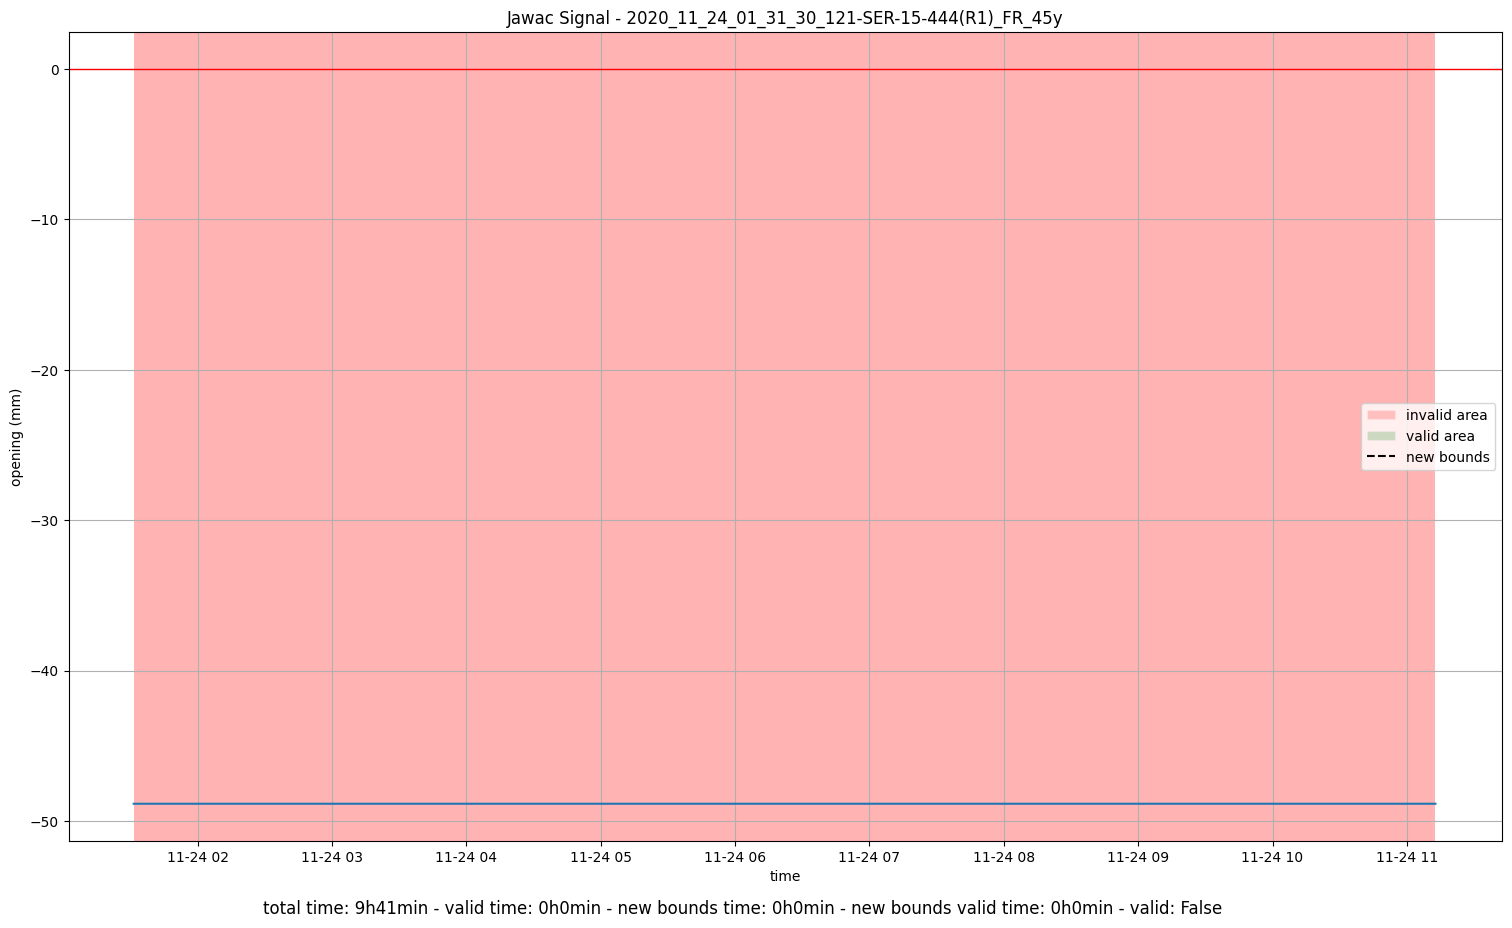 Jawac Signal - 2020_11_24_01_31_30_121-SER-15-444(R1)_FR_45y
opening (mm)
0
−10
−20
−30
−40
−50
invalid area
valid area
new bounds
11-24 02 11-24 03 11-24 04 11-24 05 11-24 06 11-24 07 11-24 08 11-24 09 11-24 10 11-24 11
time
total time: 9h41min - valid time: 0h0min - new bounds time: 0h0min - new bounds valid time: 0h0min - valid: False